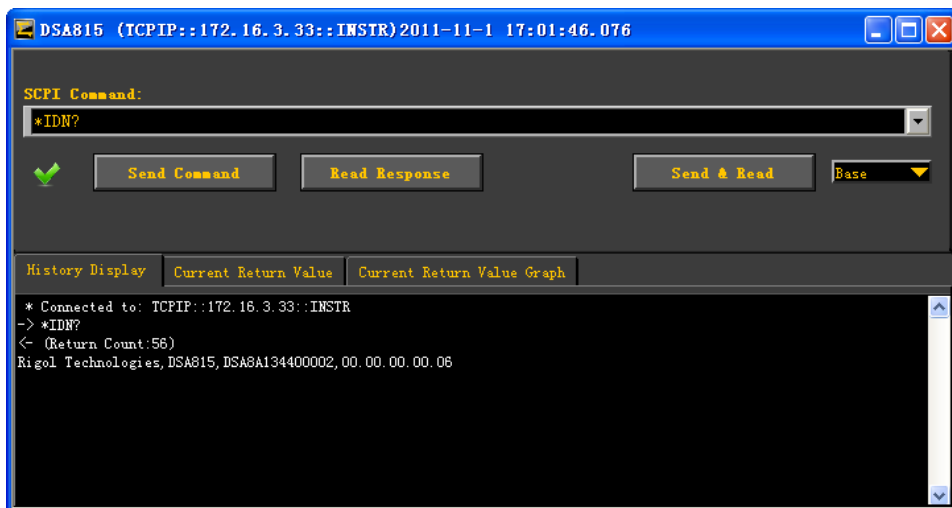 DSA815 (TCPIP::172.16.3.33::INSTR)2011-11-1 17:01:46.076
SCPI Command:
*IDN?
Send Command Read Response Send & Read Base
History Display Current Return Value Current Return Value Graph
* Connected to: TCPIP::172.16.3.33::INSTR
-> *IDN?
<- (Return Count:56)
Rigol Technologies,DSA815,DSA8A134400002,00.00.00.00.06